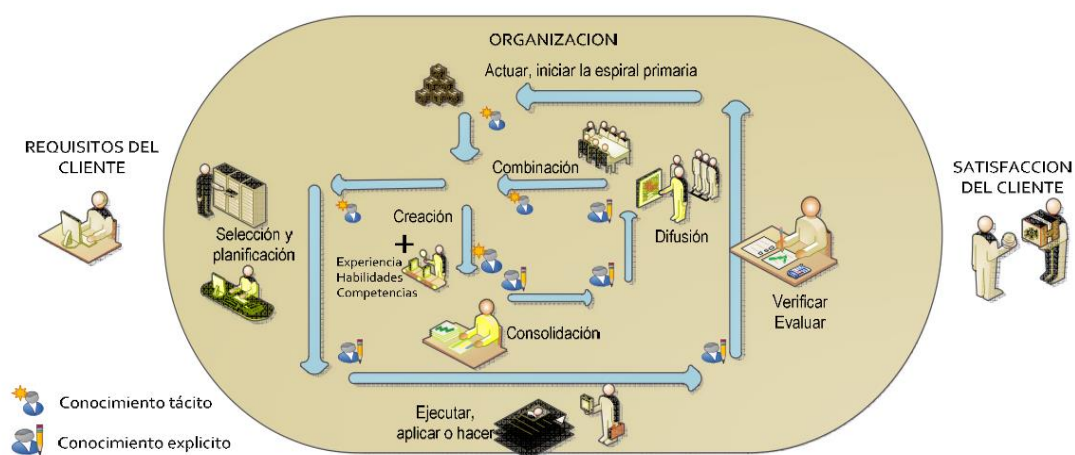 ORGANIZACION
Actuar, iniciar la espiral primaria
REQUISITOS DEL
CLIENTE
SATISFACCION
DEL CLIENTE
Combinación
Selección y
planificación
Creación
+
Experiencia
Habilidades
Competencias
Difusión
Verificar
Evaluar
Consolidación
Ejecutar,
aplicar o hacer
Conocimiento tácito
Conocimiento explicito